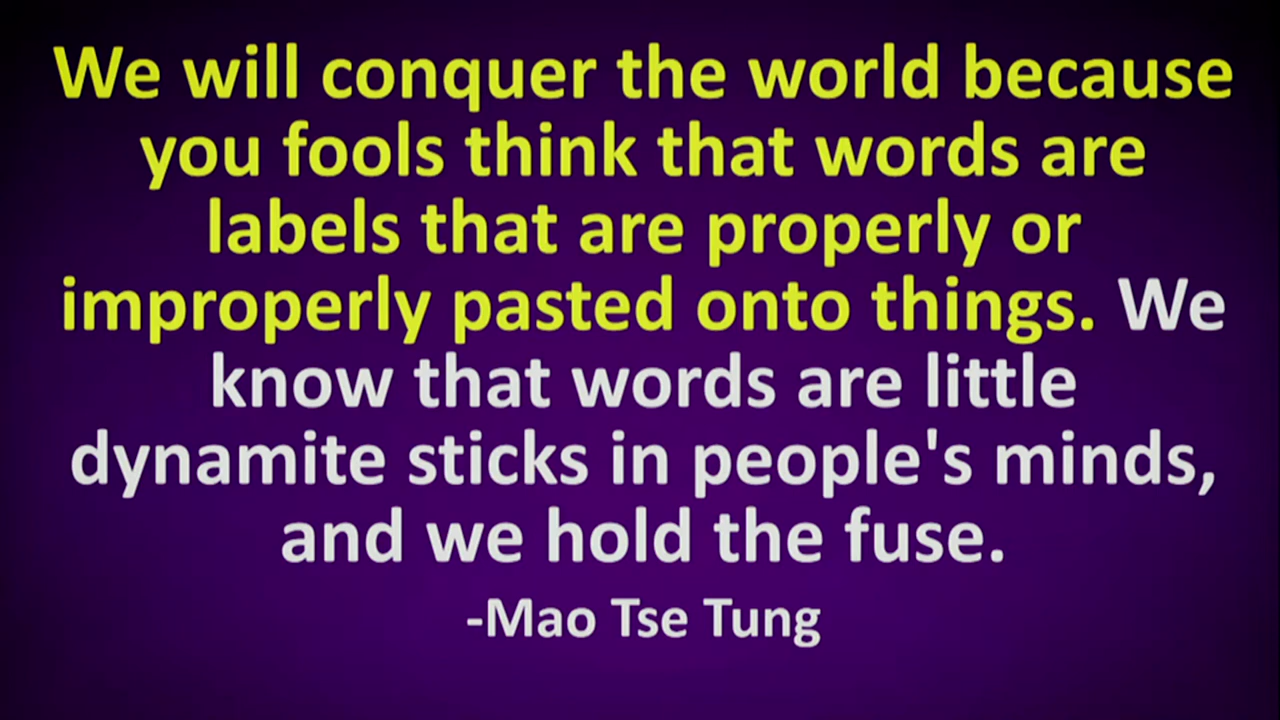 We will conquer the world because
you fools think that words are
labels that are properly or
improperly pasted onto things. We
know that words are little
dynamite sticks in people's minds,
and we hold the fuse.
-Mao Tse Tung